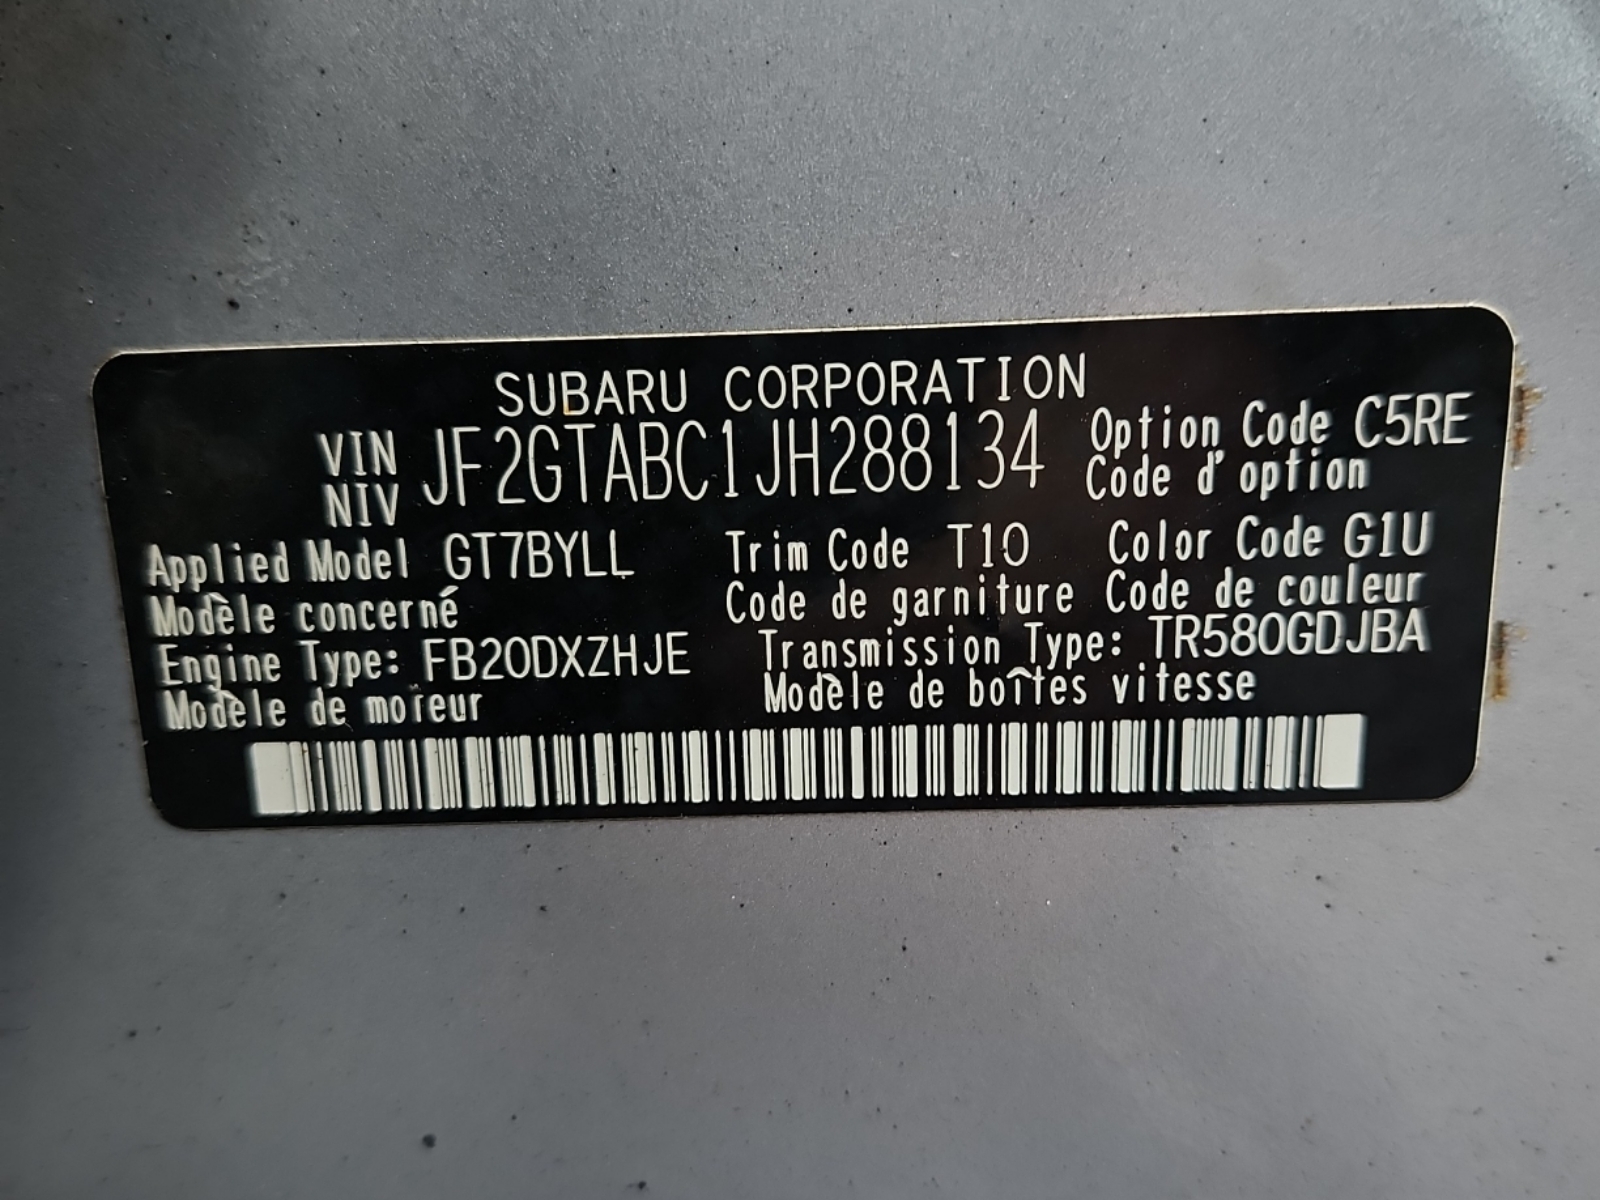 SUBARU CORPORATION
VIN NIV JF2GTABC1JH288134 Option Code C5RE
Code d'option
Applied Model GT7BYLL Trim Code T10 Color Code G1U
Modèle concerné Code de garniture Code de couleur
Engine Type: FB20DXZHJE Transmission Type: TR580GDJBA
Modèle de moteur Modèle de boîtes vitesse